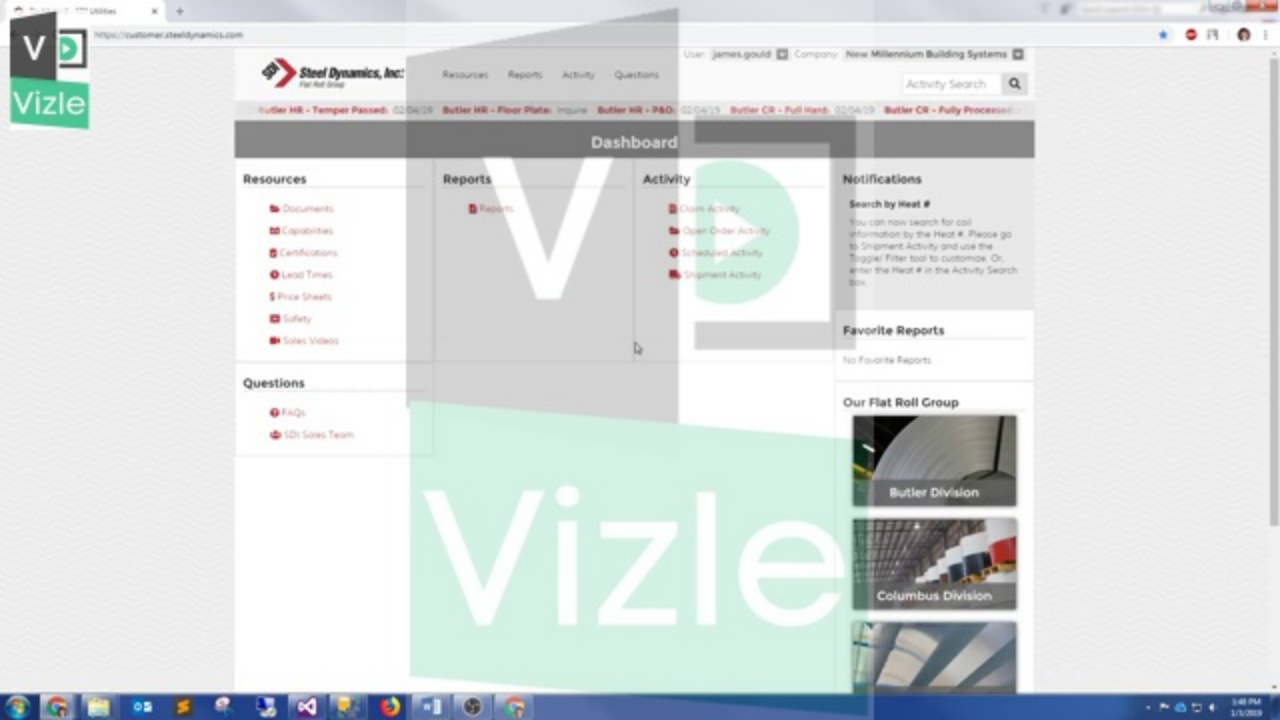 https://customer.steeldynamics.com
V
Vizle
User: james.gould Company: New Millennium Building Systems
Steel Dynamics, Inc.
Flat Roll Group
Resources Reports Activity Questions
Activity Search
Butler HR - Temper Passed: 02/04/19 Butler HR - Floor Plate: Inquire Butler HR - P&O: 02/04/19 Butler CR - Full Hard: 02/04/19 Butler CR - Fully Processed
Dashboard
Resources
Documents
Capabilities
Certifications
Lead Times
Price Sheets
Safety
Sales Videos
Questions
FAQs
SDI Sales Team
Reports
Reports
Activity
Claim Activity
Open Order Activity
Scheduled Activity
Shipment Activity
Notifications
Search by Heat #
You can now search for coil
information by the Heat #. Please go
to Shipment Activity and use the
Toggle/ Filter tool to customize. Or,
enter the Heat # in the Activity Search
box.
Favorite Reports
No Favorite Reports
Our Flat Roll Group
Butler Division
Columbus Division
V
Vizle
3:48 PM
1/3/2019